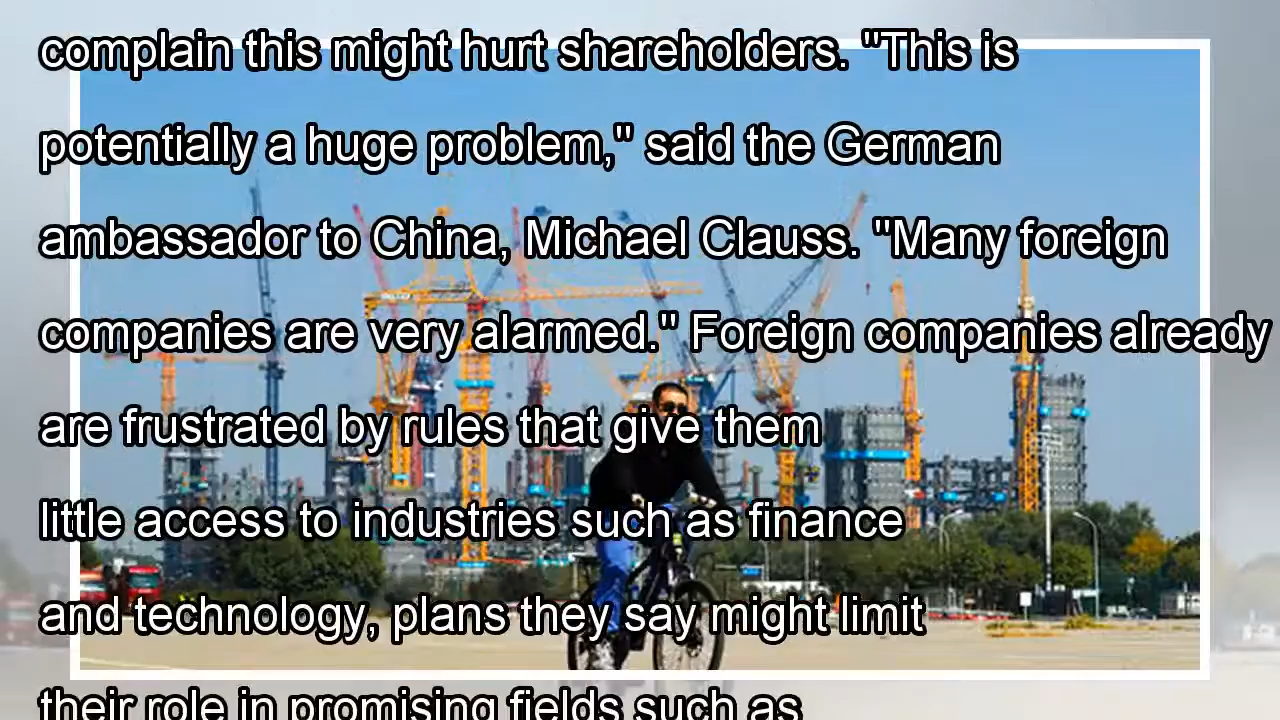 complain this might hurt shareholders. "This is
potentially a huge problem," said the German
ambassador to China, Michael Clauss. "Many foreign
companies are very alarmed." Foreign companies already
are frustrated by rules that give them
little access to industries such as finance
and technology, plans they say might limit
their role in promising fields such as